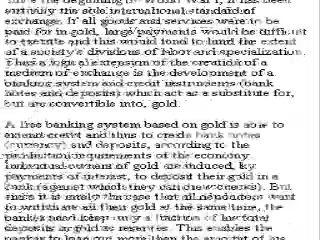 virtually the sole international standard of
exchange. If all goods and services were to be
paid for in gold, large payments would be difficult
to execute and this would tend to limit the extent
of a society's divisions of labor and specialization.
Thus a logical extension of the creation of a
medium of exchange is the development of a
banking system and credit instruments (bank
notes and deposits) which act as a substitute for,
but are convertible into, gold.
A free banking system based on gold is able to
extend credit and thus to create bank notes
(currency) and deposits, according to the
production requirements of the economy.
Individual owners of gold are induced, by
payments of interest, to deposit their gold in a
bank (against which they can draw checks). But
since it is rarely the case that all depositors want
to withdraw all their gold at the same time, the
banker need keep only a fraction of his total
deposits in gold as reserves. This enables the
banker to loan out more than the amount of his